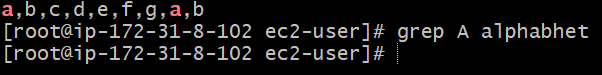 a,b,c,d,e,f,g,a,b
[root@ip-172-31-8-102 ec2-user]# grep A alphabhet
[root@ip-172-31-8-102 ec2-user]#